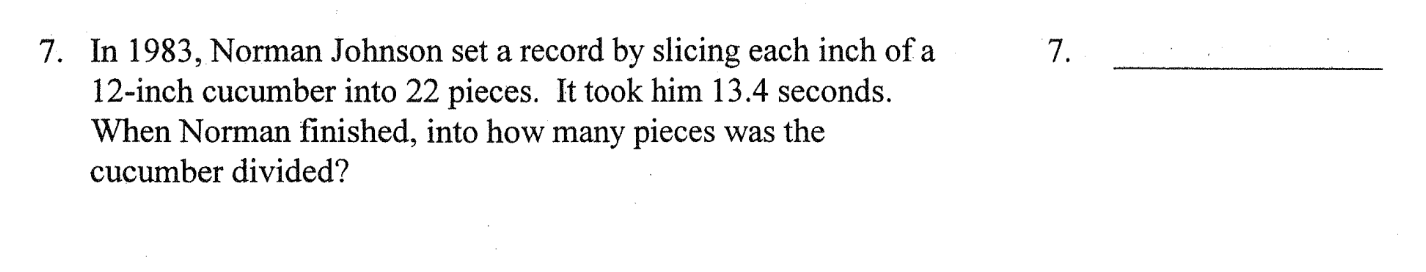 7. In 1983, Norman Johnson set a record by slicing each inch of a 7. 
12-inch cucumber into 22 pieces. It took him 13.4 seconds.
When Norman finished, into how many pieces was the
cucumber divided?